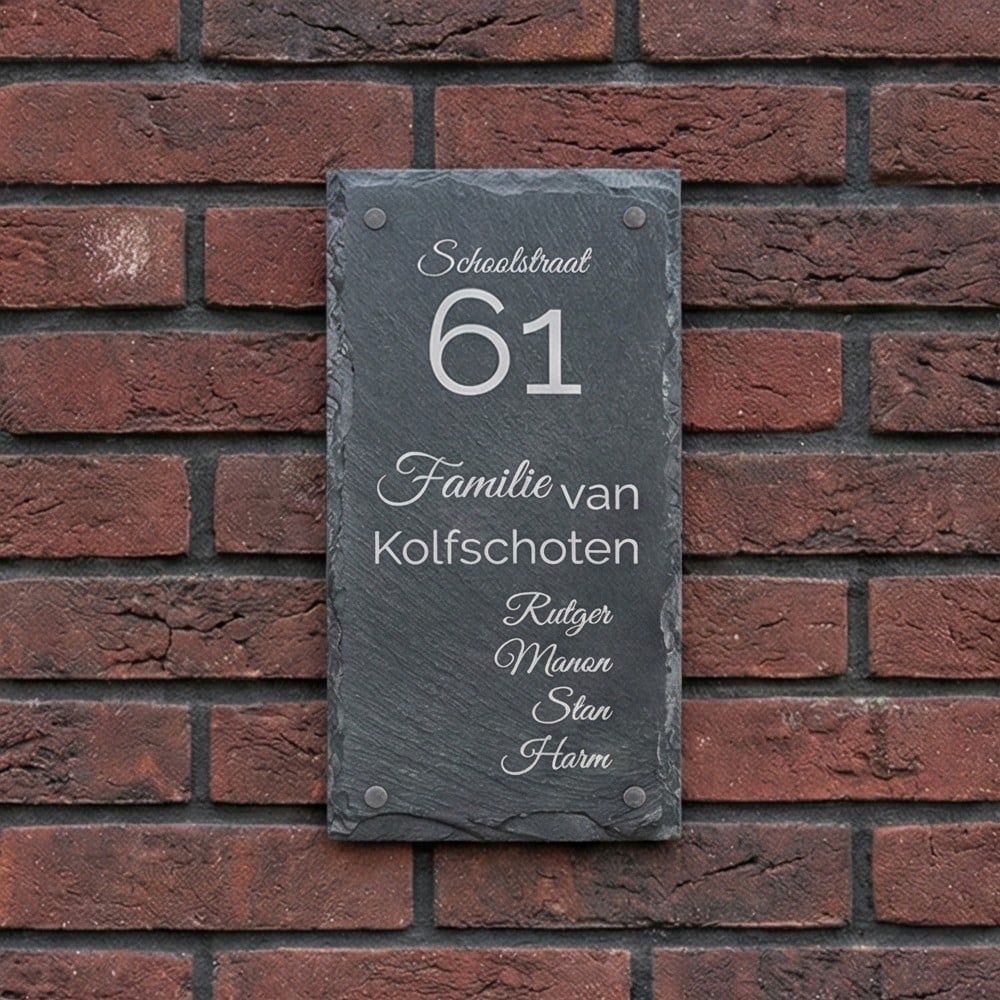 Schoolstraat
61
Familie van
Kolfschoten
Rutger
Manon
Stan
Harm